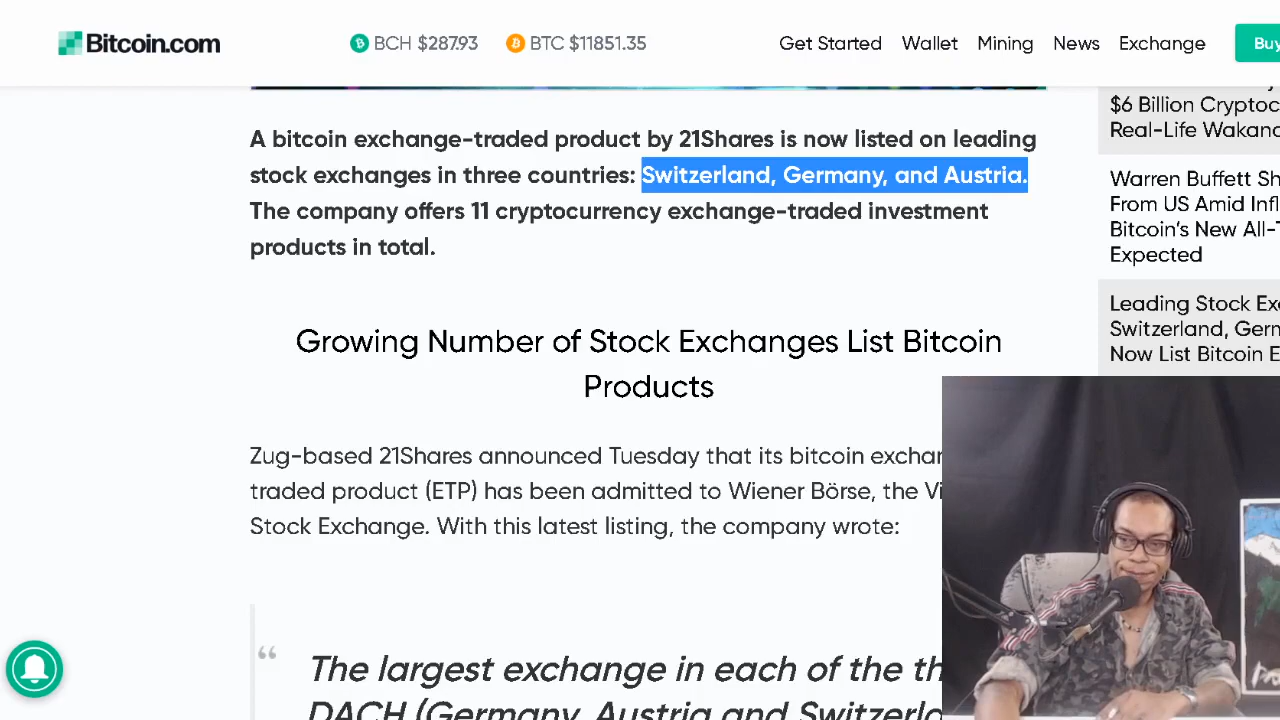 Bitcoin.com BCH $287.93 BTC $11851.35 Get Started Wallet Mining News Exchange Buy
A bitcoin exchange-traded product by 21Shares is now listed on leading
stock exchanges in three countries: Switzerland, Germany, and Austria.
The company offers 11 cryptocurrency exchange-traded investment
products in total.
Growing Number of Stock Exchanges List Bitcoin
Products
Zug-based 21Shares announced Tuesday that its bitcoin exchan
traded product (ETP) has been admitted to Wiener Börse, the Vi
Stock Exchange. With this latest listing, the company wrote:
“ The largest exchange in each of the th
DACH (Germany, Austria and Switzerla
$6 Billion Cryptoc
Real-Life Wakand
Warren Buffett Sh
From US Amid Infl
Bitcoin's New All-T
Expected
Leading Stock Exc
Switzerland, Germ
Now List Bitcoin E